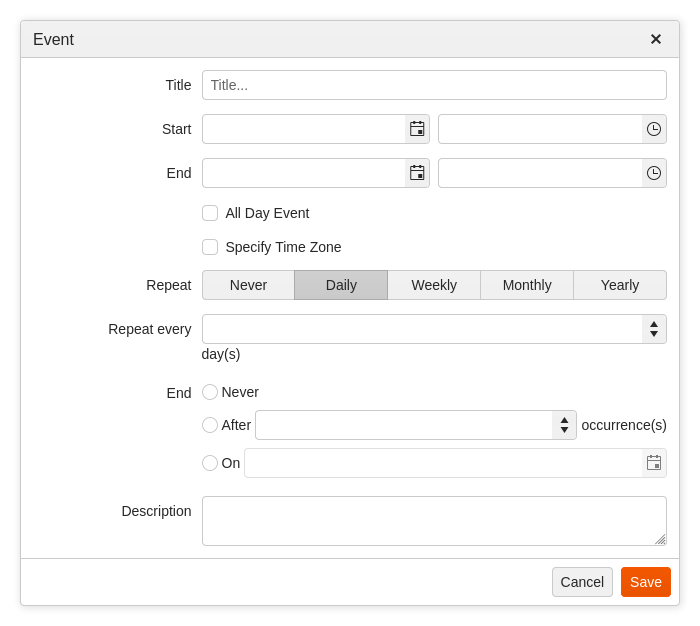 Event
Title Title...
Start
End
All Day Event
Specify Time Zone
Repeat Never Daily Weekly Monthly Yearly
Repeat every
day(s)
End Never
After occurrence(s)
On
Description
Cancel Save